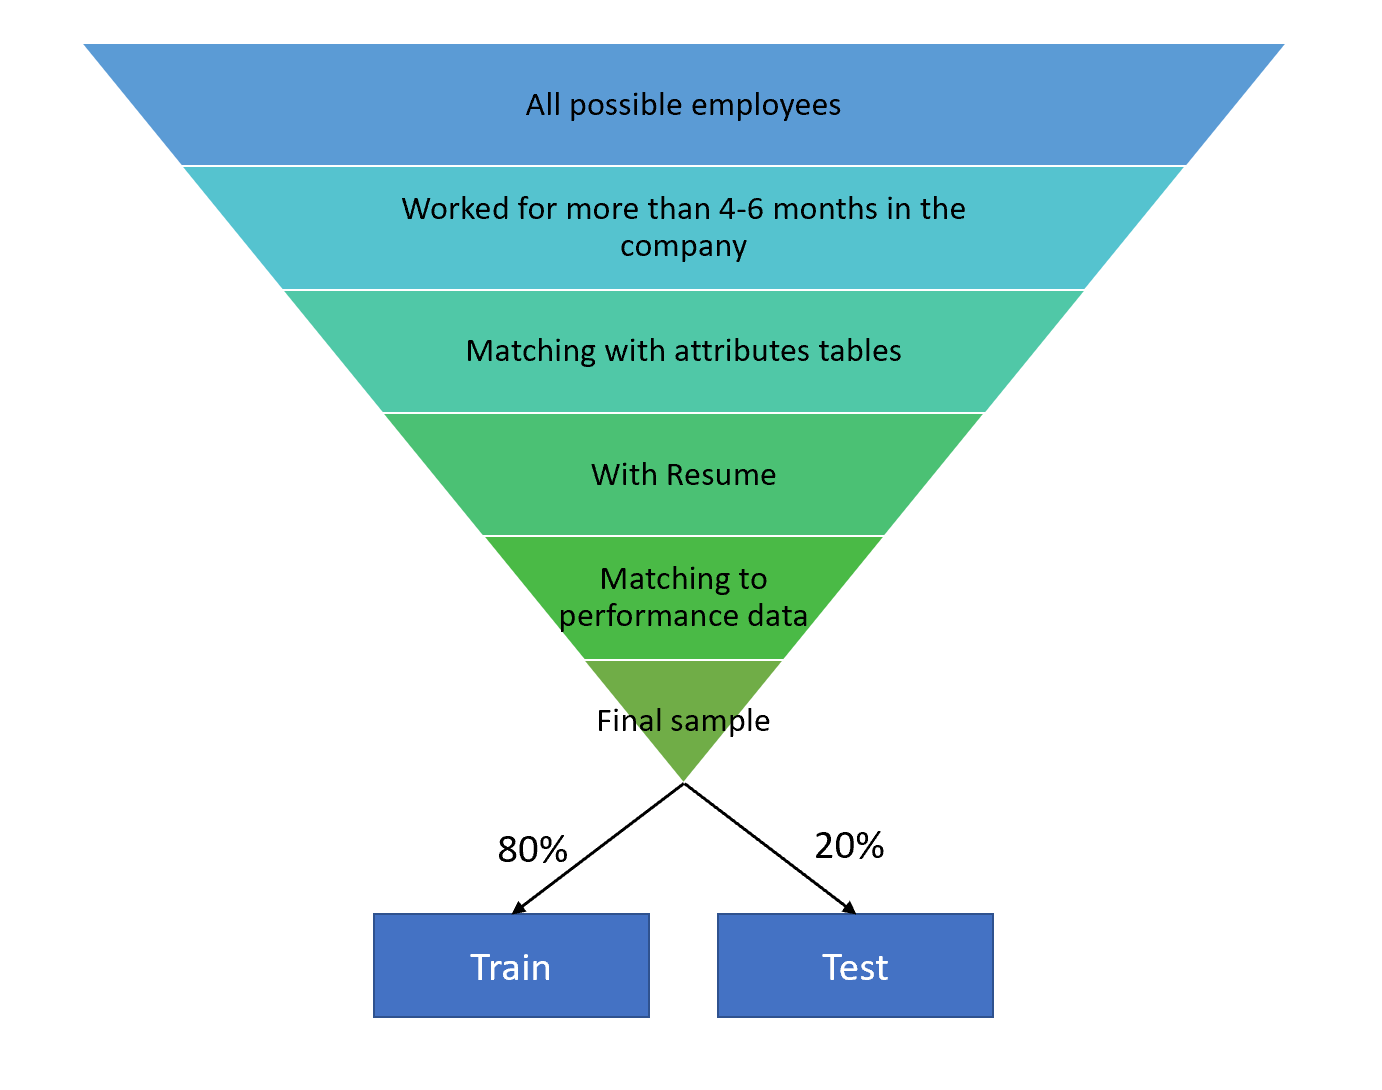 All possible employees
Worked for more than 4-6 months in the
company
Matching with attributes tables
With Resume
Matching to
performance data
Final sample
80%
20%
Train
Test